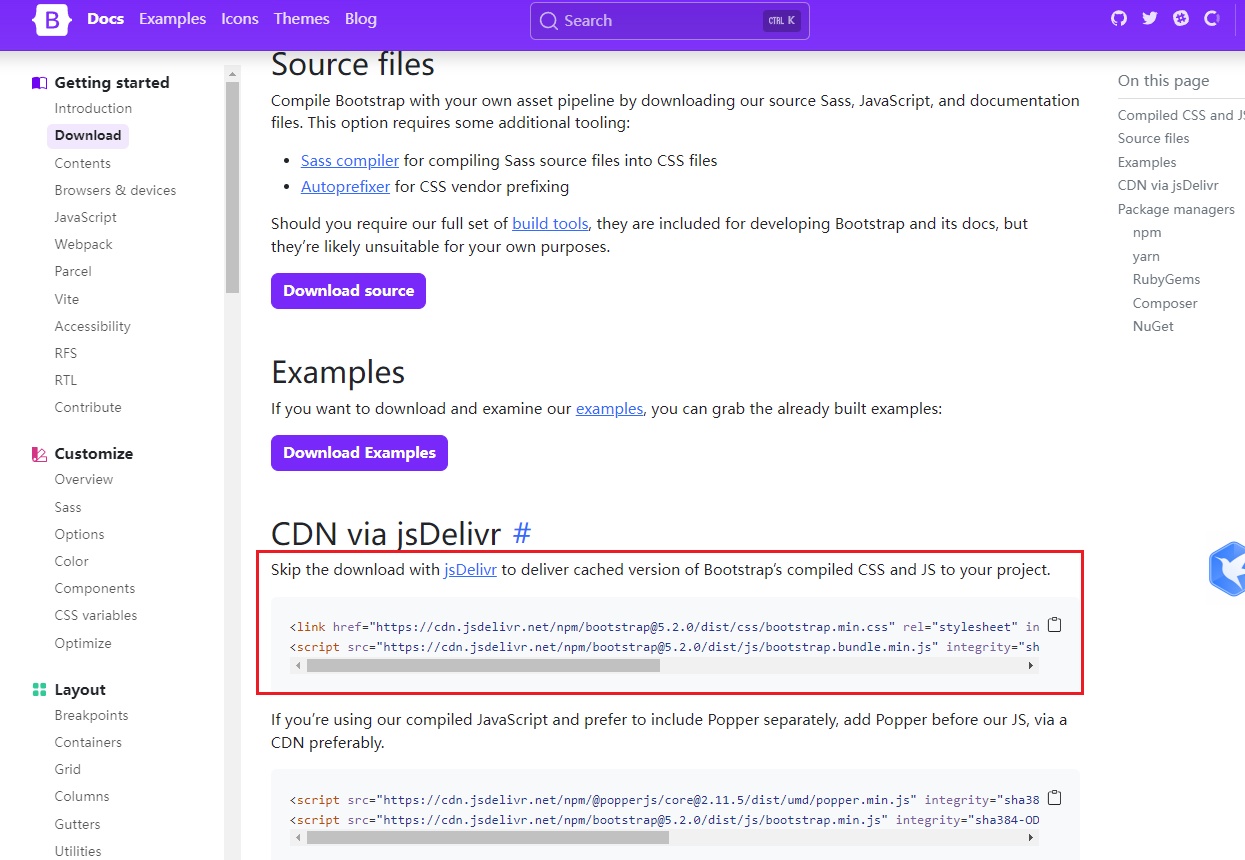 B Docs Examples Icons Themes Blog Search CTRL K
Getting started
Introduction
Download
Contents
Browsers & devices
JavaScript
Webpack
Parcel
Vite
Accessibility
RFS
RTL
Contribute
Customize
Overview
Sass
Options
Color
Components
CSS variables
Optimize
Layout
Breakpoints
Containers
Grid
Columns
Gutters
Utilities
Source files
Compile Bootstrap with your own asset pipeline by downloading our source Sass, JavaScript, and documentation
files. This option requires some additional tooling:
• Sass compiler for compiling Sass source files into CSS files
• Autoprefixer for CSS vendor prefixing
Should you require our full set of build tools, they are included for developing Bootstrap and its docs, but
they’re likely unsuitable for your own purposes.
Download source
Examples
If you want to download and examine our examples, you can grab the already built examples:
Download Examples
CDN via jsDelivr #
Skip the download with jsDelivr to deliver cached version of Bootstrap’s compiled CSS and JS to your project.
<link href="https://cdn.jsdelivr.net/npm/bootstrap@5.2.0/dist/css/bootstrap.min.css" rel="stylesheet" in
<script src="https://cdn.jsdelivr.net/npm/bootstrap@5.2.0/dist/js/bootstrap.bundle.min.js" integrity="sh
If you’re using our compiled JavaScript and prefer to include Popper separately, add Popper before our JS, via a
CDN preferably.
<script src="https://cdn.jsdelivr.net/npm/@popperjs/core@2.11.5/dist/umd/popper.min.js" integrity="sha38
<script src="https://cdn.jsdelivr.net/npm/bootstrap@5.2.0/dist/js/bootstrap.min.js" integrity="sha384-OD
On this page
Compiled CSS and JS
Source files
Examples
CDN via jsDelivr
Package managers
npm
yarn
RubyGems
Composer
NuGet